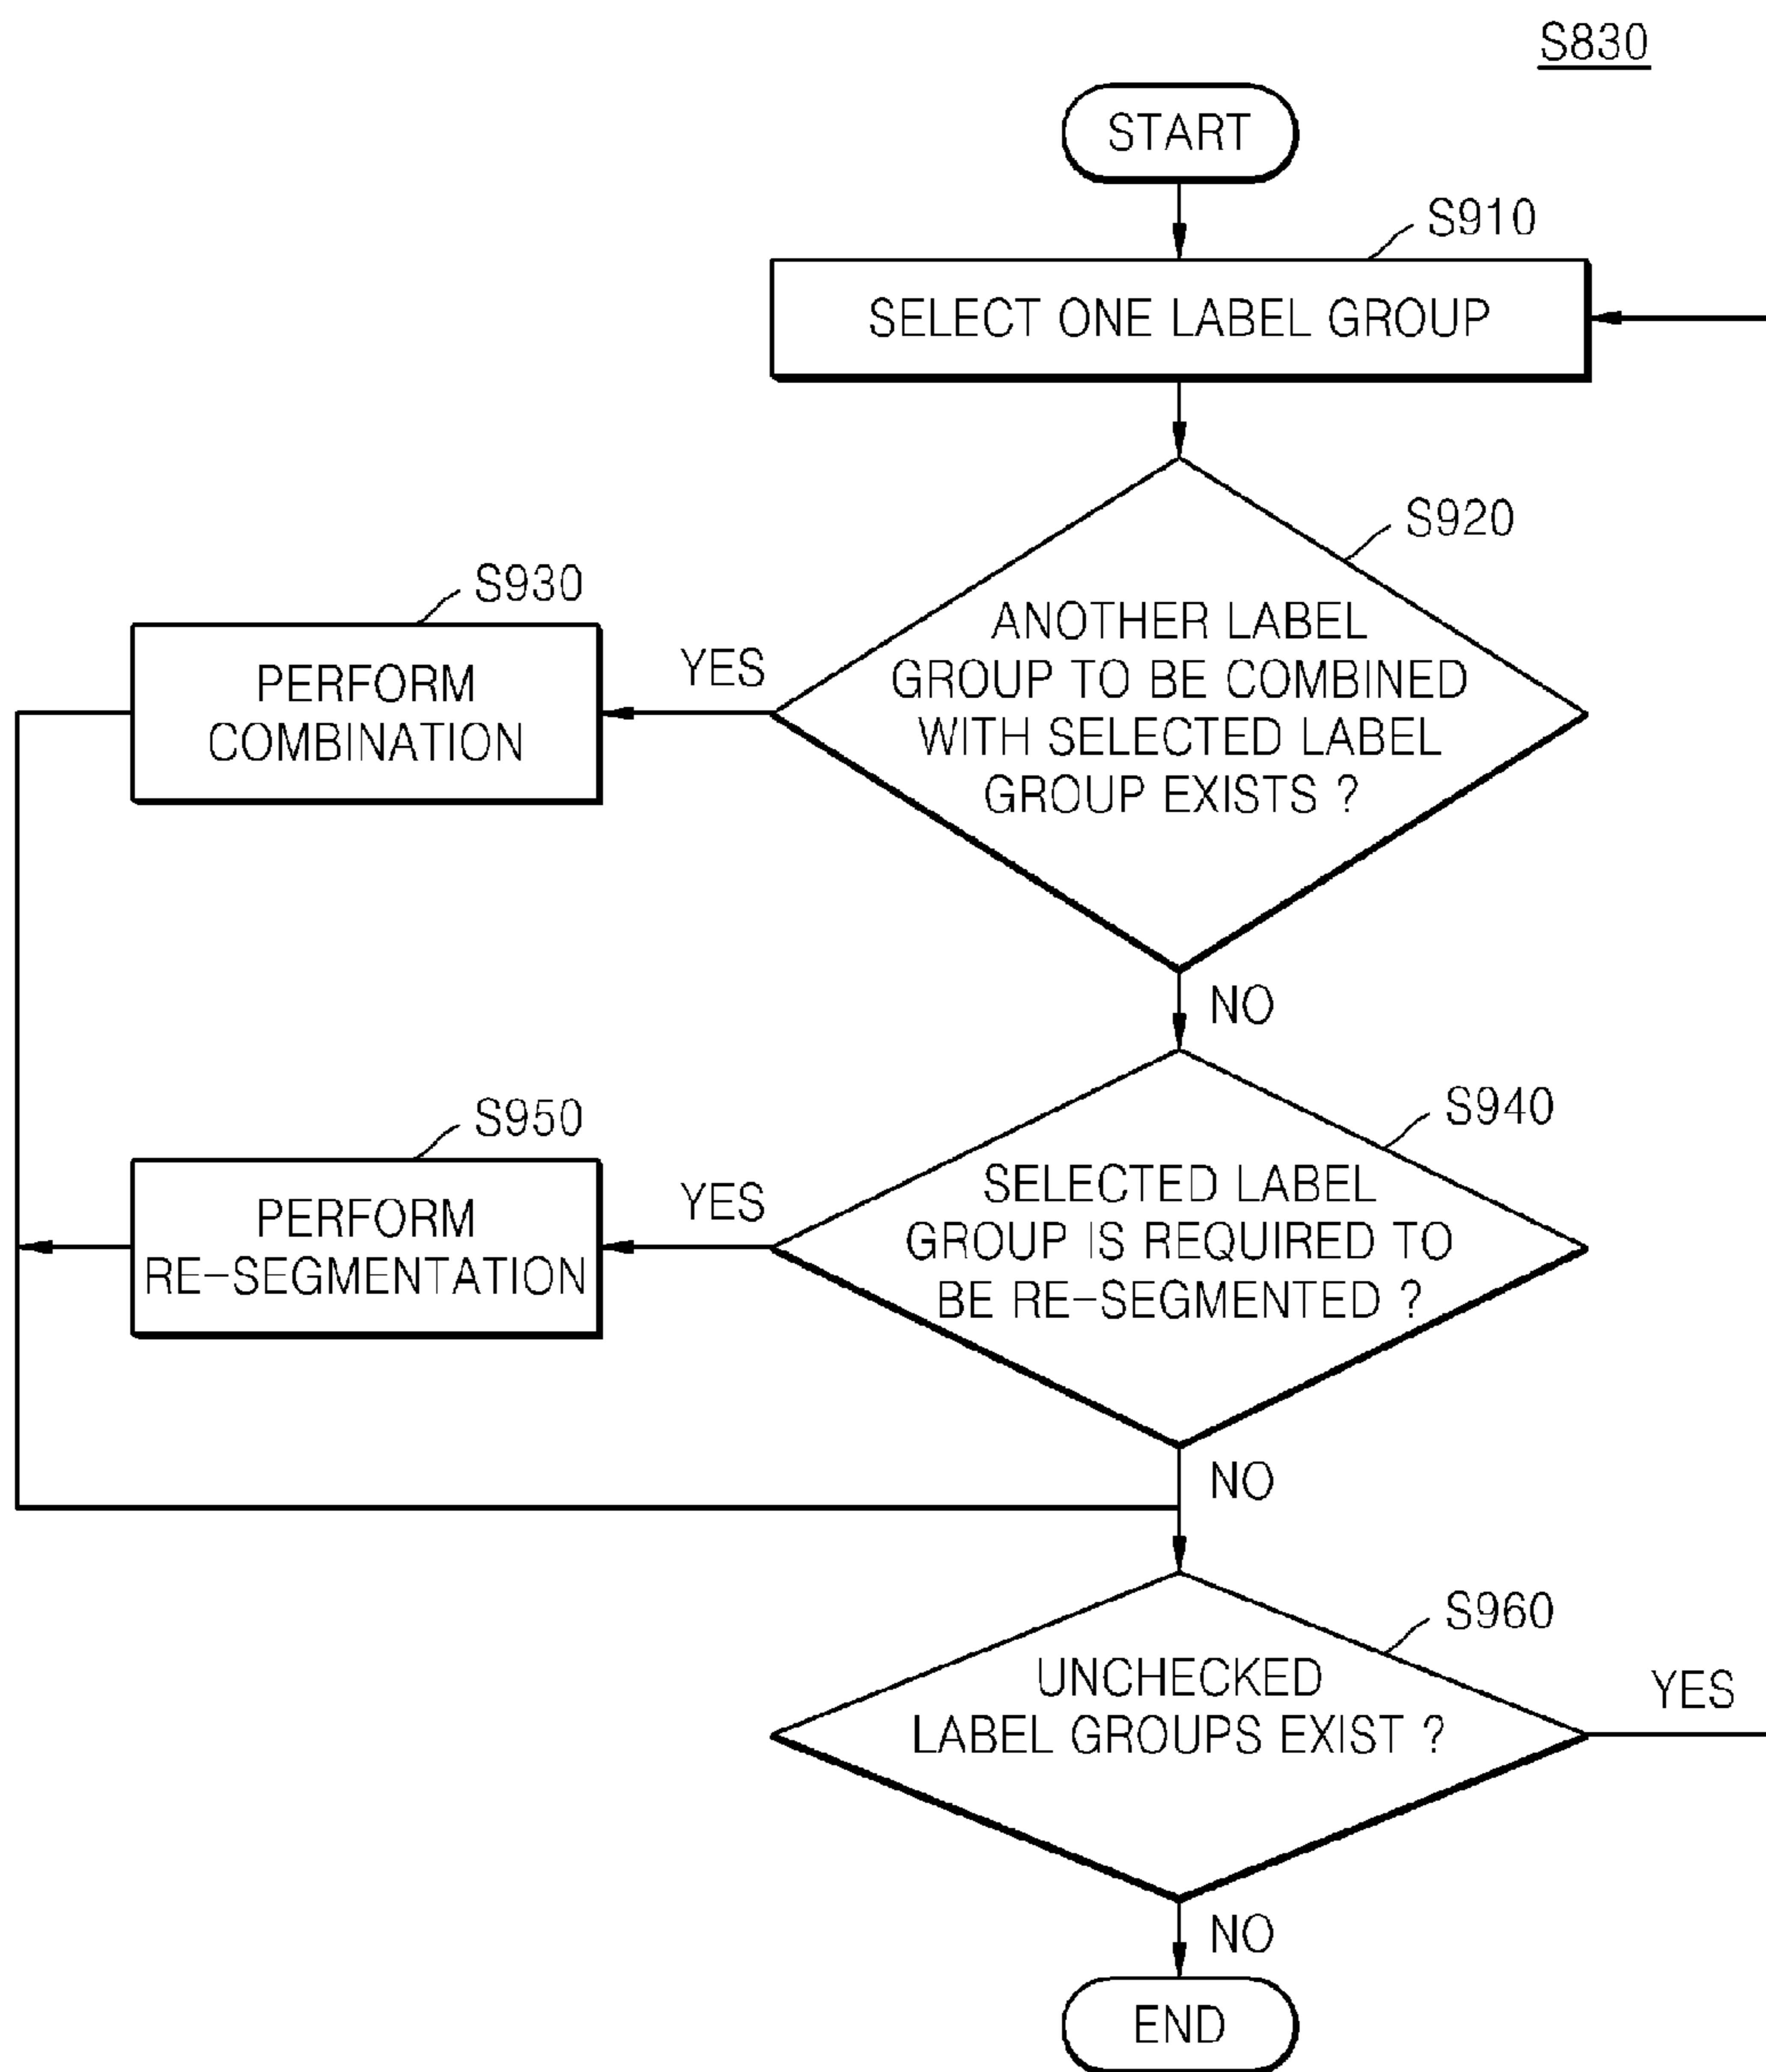 S830
START
S910
SELECT ONE LABEL GROUP
S920
ANOTHER LABEL
GROUP TO BE COMBINED
WITH SELECTED LABEL
GROUP EXISTS ?
YES
S930
PERFORM
COMBINATION
NO
S940
SELECTED LABEL
GROUP IS REQUIRED TO
BE RE-SEGMENTED ?
YES
S950
PERFORM
RE-SEGMENTATION
NO
S960
UNCHECKED
LABEL GROUPS EXIST ?
YES
NO
END